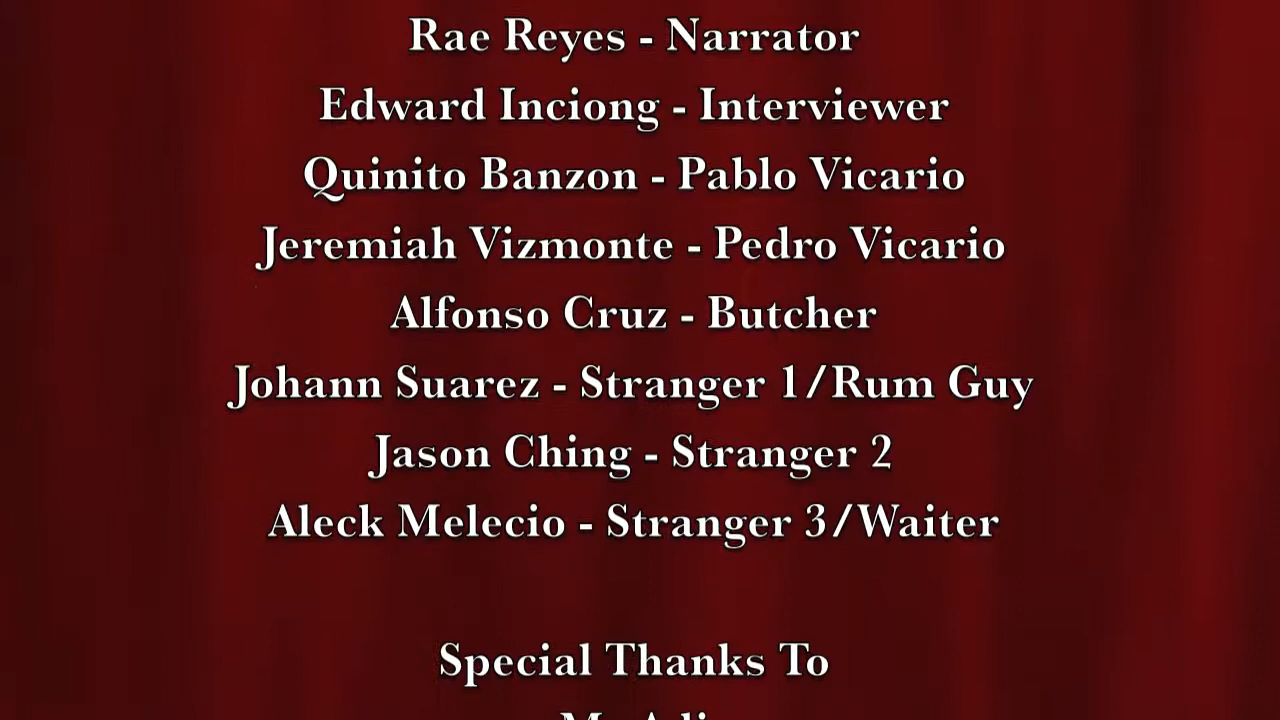 Rae Reyes - Narrator
Edward Inciong - Interviewer
Quinito Banzon - Pablo Vicario
Jeremiah Vizmonte - Pedro Vicario
Alfonso Cruz - Butcher
Johann Suarez - Stranger 1/Rum Guy
Jason Ching - Stranger 2
Aleck Melecio - Stranger 3/Waiter
Special Thanks To